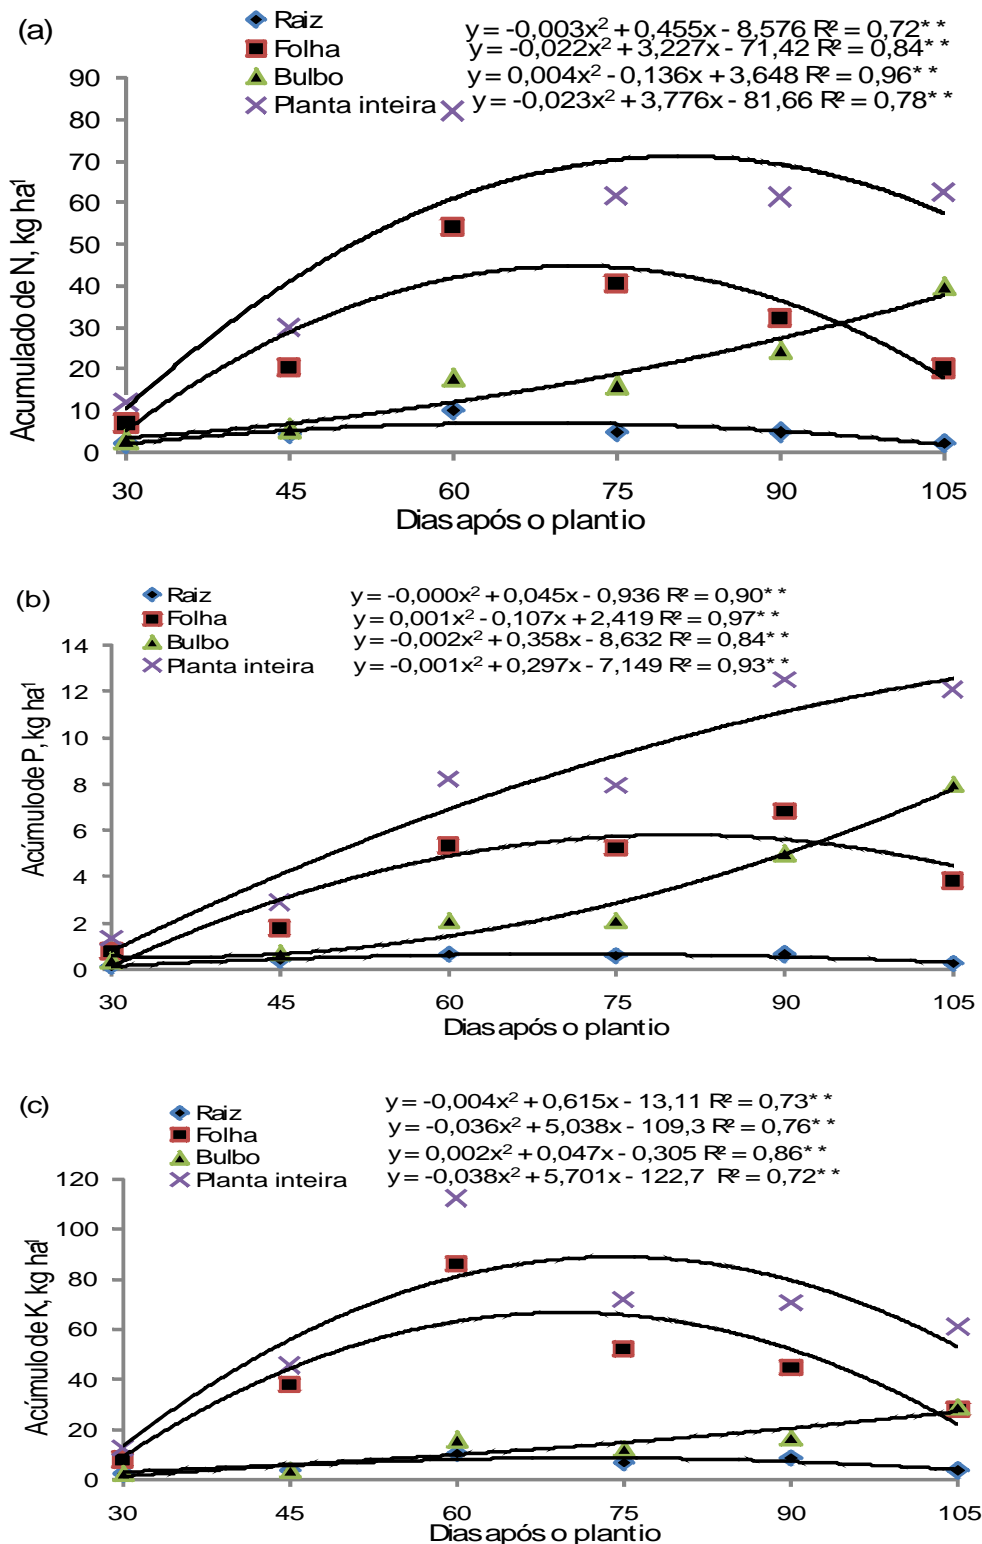 (a)
Raiz
Folha
Bulbo
Planta inteira
y = -0,003x² + 0,455x - 8,576 R² = 0,72**
y = -0,022x² + 3,227x - 71,42 R² = 0,84**
y = 0,004x² - 0,136x + 3,648 R² = 0,96**
y = -0,023x² + 3,776x - 81,66 R² = 0,78**
Acumulado de N, kg ha¹
90
80
70
60
50
40
30
20
10
0
30 45 60 75 90 105
Dias após o plantio
(b)
Raiz
Folha
Bulbo
Planta inteira
y = -0,000x² + 0,045x - 0,936 R² = 0,90**
y = 0,001x² - 0,107x + 2,419 R² = 0,97**
y = -0,002x² + 0,358x - 8,632 R² = 0,84**
y = -0,001x² + 0,297x - 7,149 R² = 0,93**
Acúmulo de P, kg ha¹
14
12
10
8
6
4
2
0
30 45 60 75 90 105
Dias após o plantio
(c)
Raiz
Folha
Bulbo
Planta inteira
y = -0,004x² + 0,615x - 13,11 R² = 0,73**
y = -0,036x² + 5,038x - 109,3 R² = 0,76**
y = 0,002x² + 0,047x - 0,305 R² = 0,86**
y = -0,038x² + 5,701x - 122,7 R² = 0,72**
Acúmulo de K, kg ha¹
120
100
80
60
40
20
0
30 45 60 75 90 105
Dias após o plantio